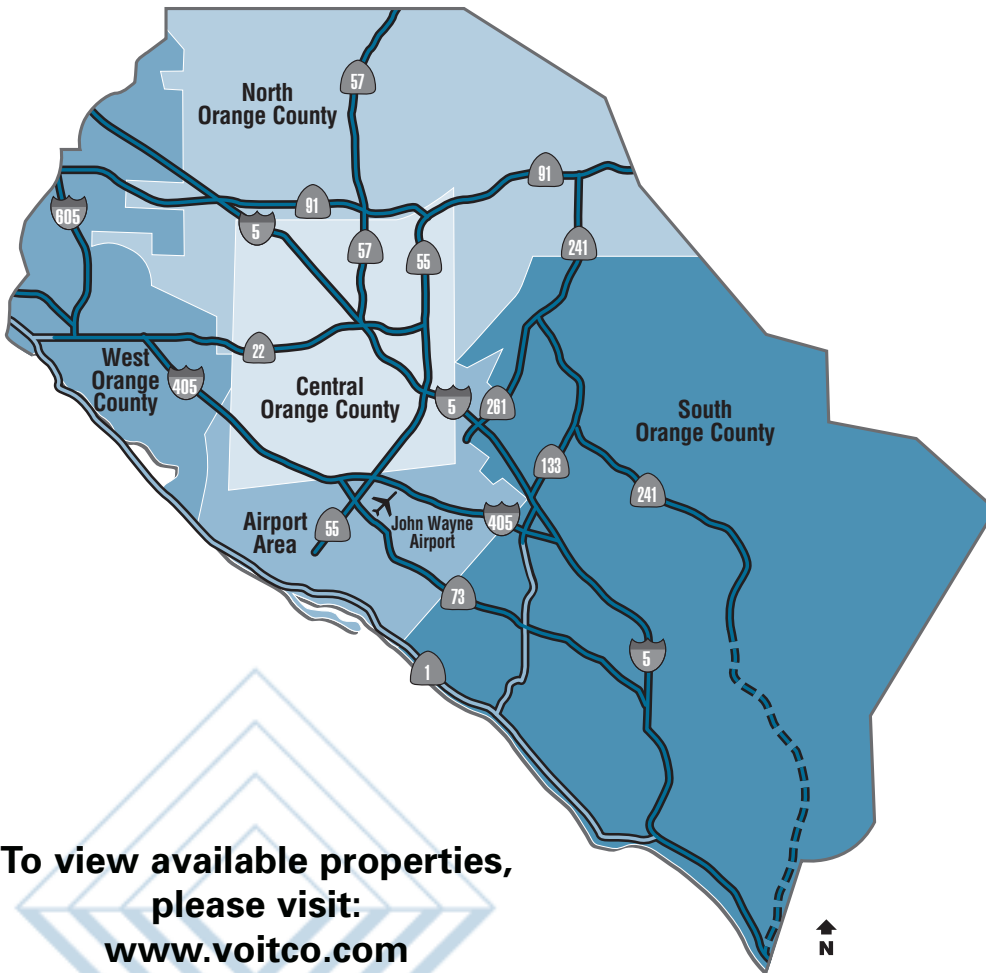 57
North
Orange County
91
91
605
5
57
55
241
22
West
Orange
County
405
Central
Orange County
5
261
South
Orange County
133
241
Airport
Area
55
John Wayne
Airport
405
73
5
1
To view available properties,
please visit:
www.voitco.com
N